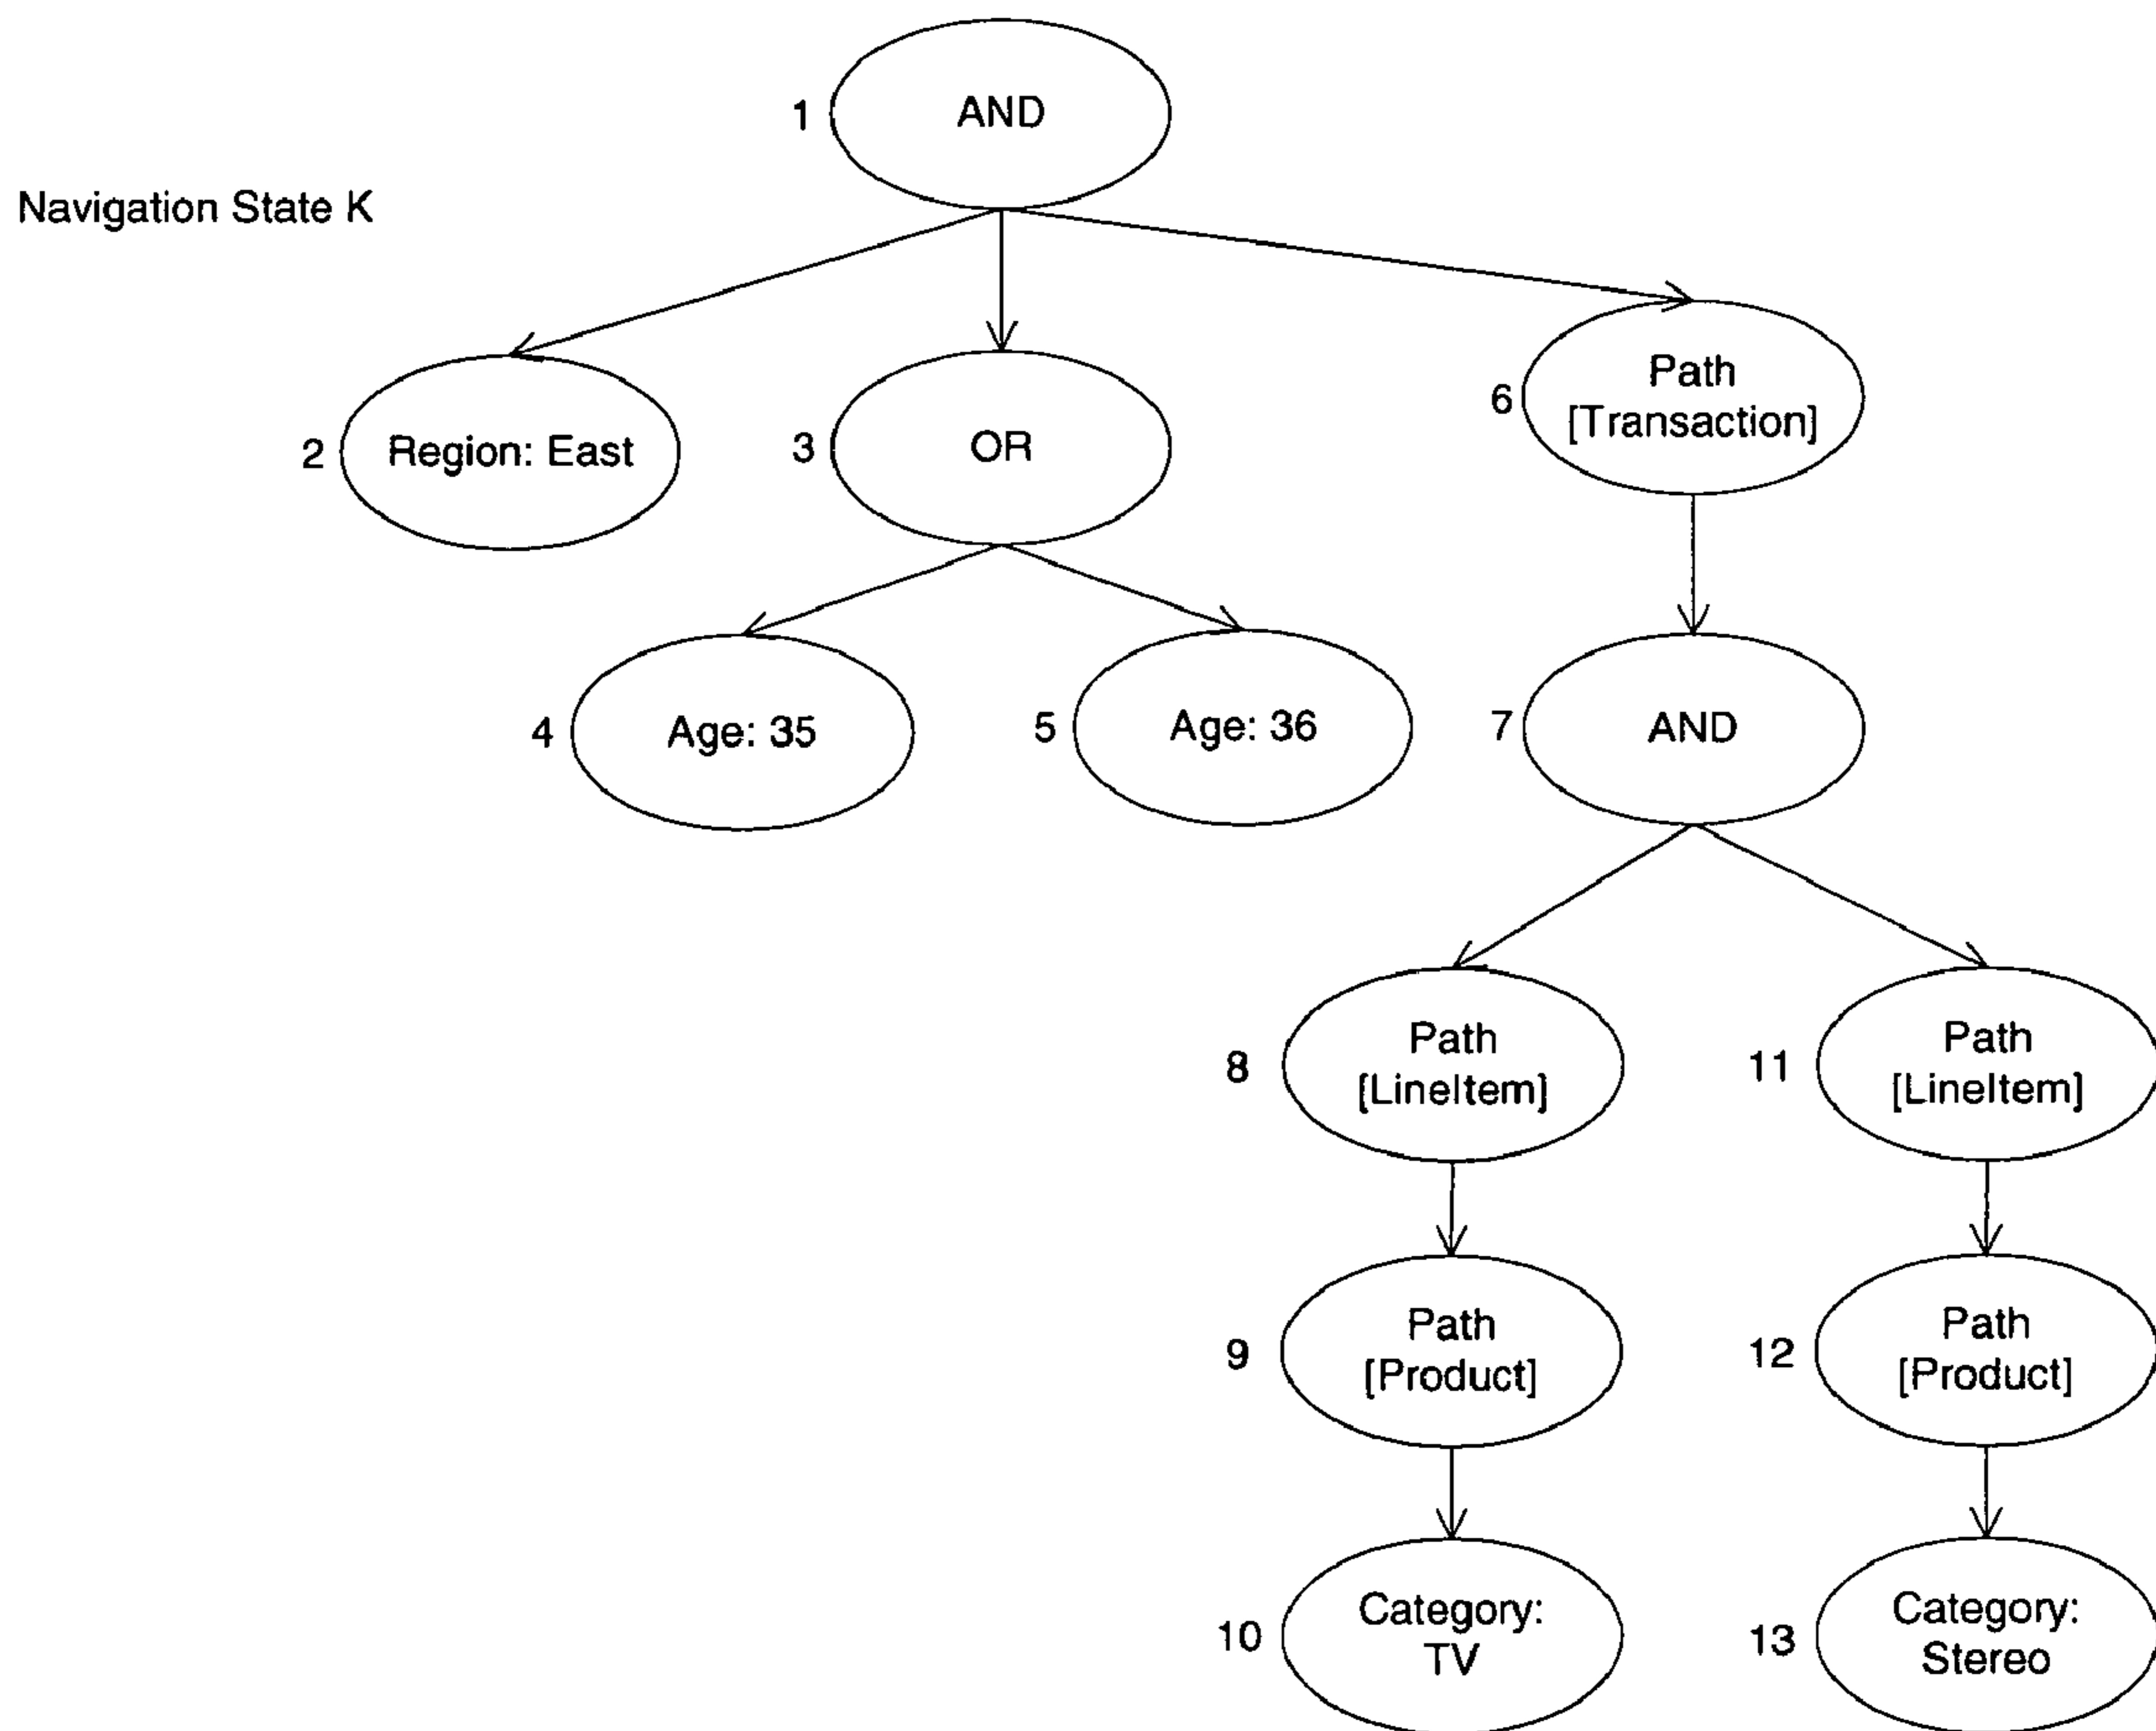 1
AND
Navigation State K
2
Region: East
3
OR
6
Path
[Transaction]
4
Age: 35
5
Age: 36
7
AND
8
Path
[LineItem]
11
Path
[LineItem]
9
Path
[Product]
12
Path
[Product]
10
Category:
TV
13
Category:
Stereo